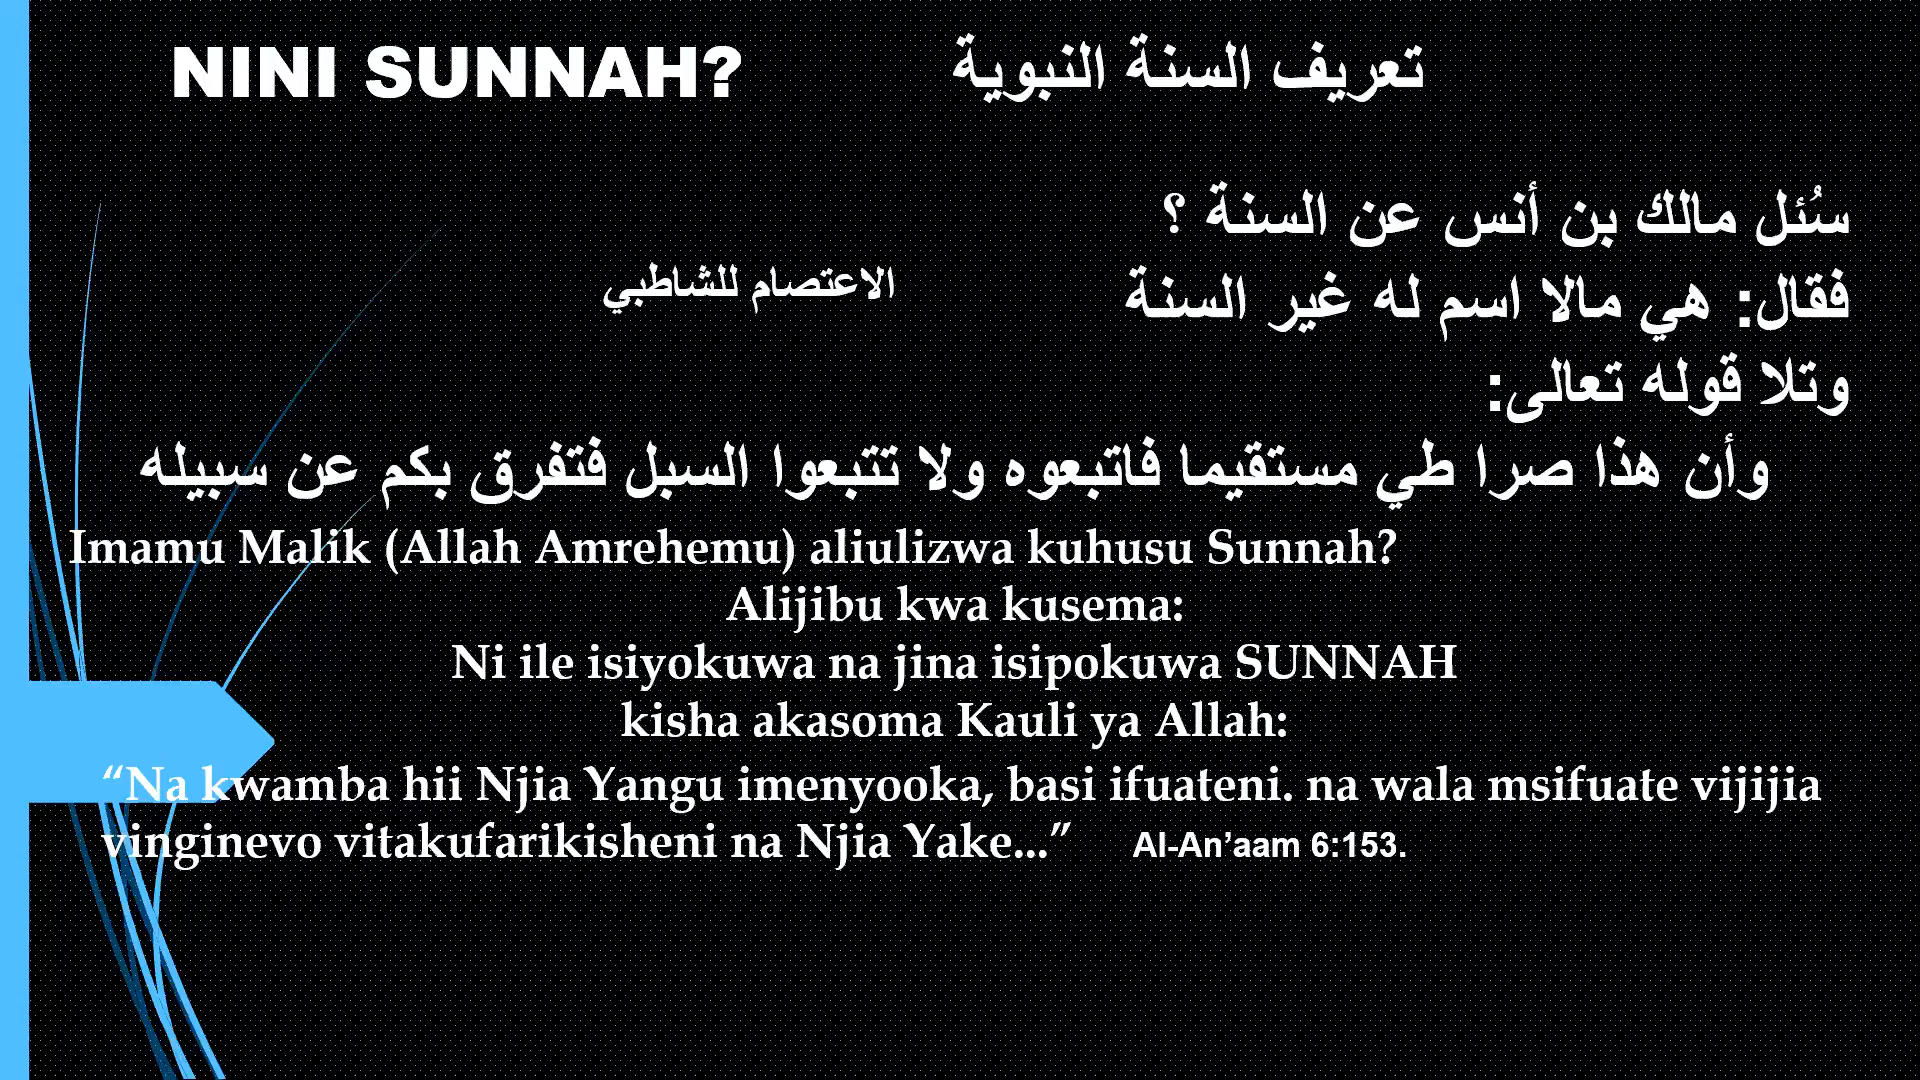 NINI SUNNAH? تعريف السنة النبوية
سُئل مالك بن أنس عن السنة ؟
فقال: هي مالا اسم له غير السنة
الاعتصام للشاطبي
وتلا قوله تعالى:
وأن هذا صرا طي مستقيما فاتبعوه ولا تتبعوا السبل فتفرق بكم عن سبيله
Imamu Malik (Allah Amrehemu) aliulizwa kuhusu Sunnah?
Alijibu kwa kusema:
Ni ile isiyokuwa na jina isipokuwa SUNNAH
kisha akasoma Kauli ya Allah:
“Na kwamba hii Njia Yangu imenyooka, basi ifuateni. na wala msifuate vijijia
vinginevo vitakufarikisheni na Njia Yake...” Al-An’aam 6:153.